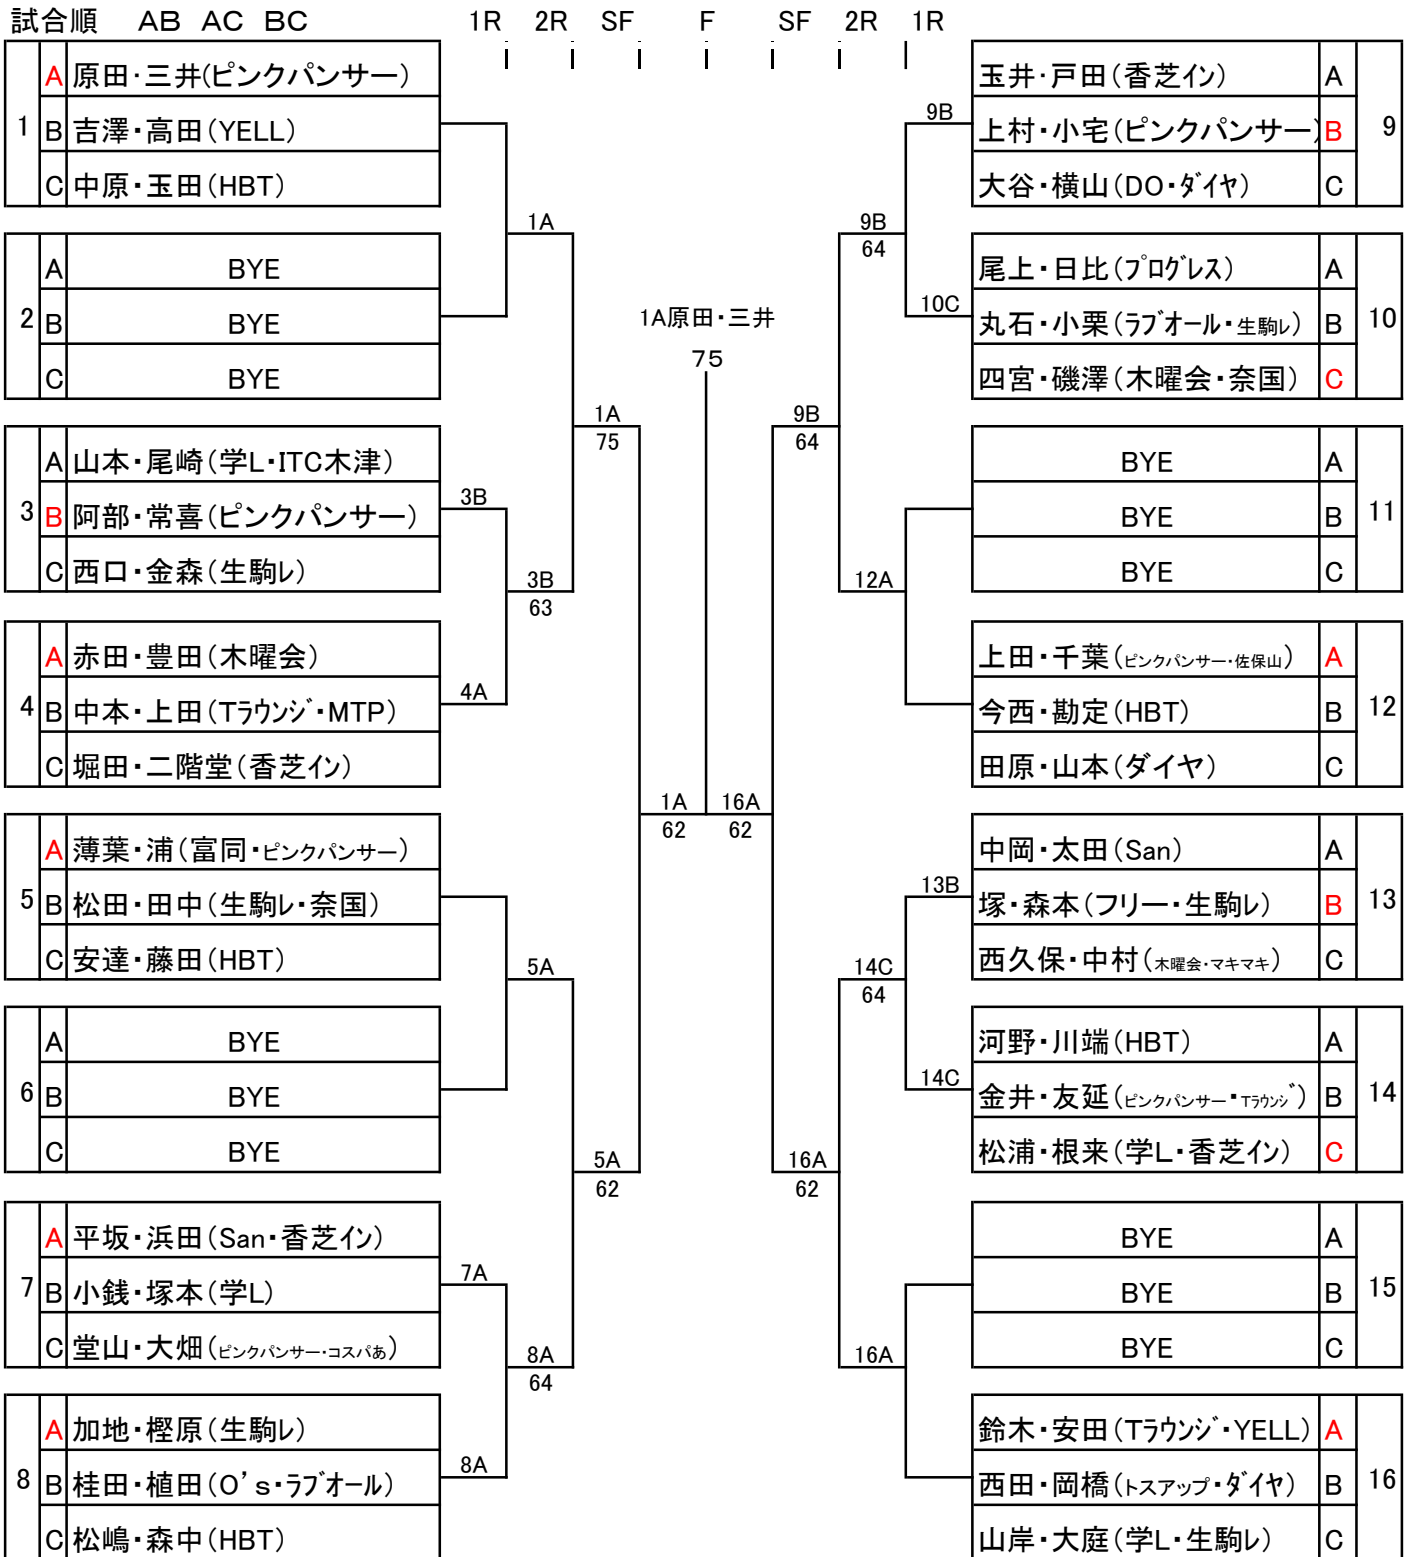 試合順 AB AC BC 1R 2R SF F SF 2R 1R
1
A 原田・三井(ピンクパンサー)
B 吉澤・高田(YELL)
C 中原・玉田(HBT)
2
A BYE
B BYE
C BYE
3
A 山本・尾崎(学L・ITC木津)
B 阿部・常喜(ピンクパンサー)
C 西口・金森(生駒レ)
4
A 赤田・豊田(木曜会)
B 中本・上田(Tラウンジ・MTP)
C 堀田・二階堂(香芝イン)
5
A 薄葉・浦(富同・ピンクパンサー)
B 松田・田中(生駒レ・奈国)
C 安達・藤田(HBT)
6
A BYE
B BYE
C BYE
7
A 平坂・浜田(San・香芝イン)
B 小銭・塚本(学L)
C 堂山・大畑(ピンクパンサー・コスパあ)
8
A 加地・樫原(生駒レ)
B 桂田・植田(O's・ラブオール)
C 松嶋・森中(HBT)
3B
4A
7A
8A
1A
3B
63
5A
8A
64
1A
75
5A
62
1A
62
1A原田・三井
75
16A
62
9B
64
16A
62
9B
64
12A
14C
64
16A
9B
10C
13B
14C
玉井・戸田(香芝イン) A
上村・小宅(ピンクパンサー) B
大谷・横山(DO・ダイヤ) C
9
尾上・日比(プログレス) A
丸石・小栗(ラブオール・生駒レ) B
四宮・磯澤(木曜会・奈国) C
10
BYE A
BYE B
BYE C
11
上田・千葉(ピンクパンサー・佐保山) A
今西・勘定(HBT) B
田原・山本(ダイヤ) C
12
中岡・太田(San) A
塚・森本(フリー・生駒レ) B
西久保・中村(木曜会・マキマキ) C
13
河野・川端(HBT) A
金井・友延(ピンクパンサー・Tラウンジ) B
松浦・根来(学L・香芝イン) C
14
BYE A
BYE B
BYE C
15
鈴木・安田(Tラウンジ・YELL) A
西田・岡橋(トスアップ・ダイヤ) B
山岸・大庭(学L・生駒レ) C
16